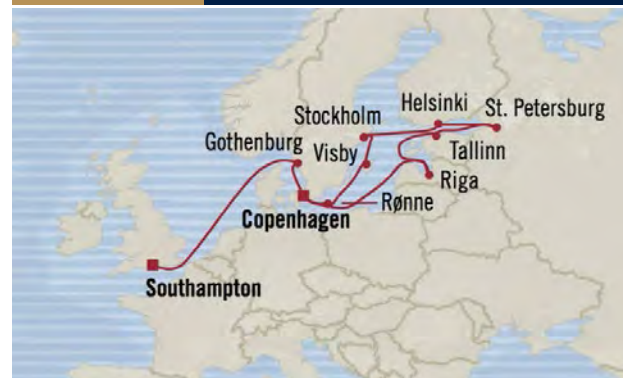 Helsinki
St. Petersburg
Stockholm
Gothenburg
Visby
Tallinn
Riga
Rønne
Copenhagen
Southampton